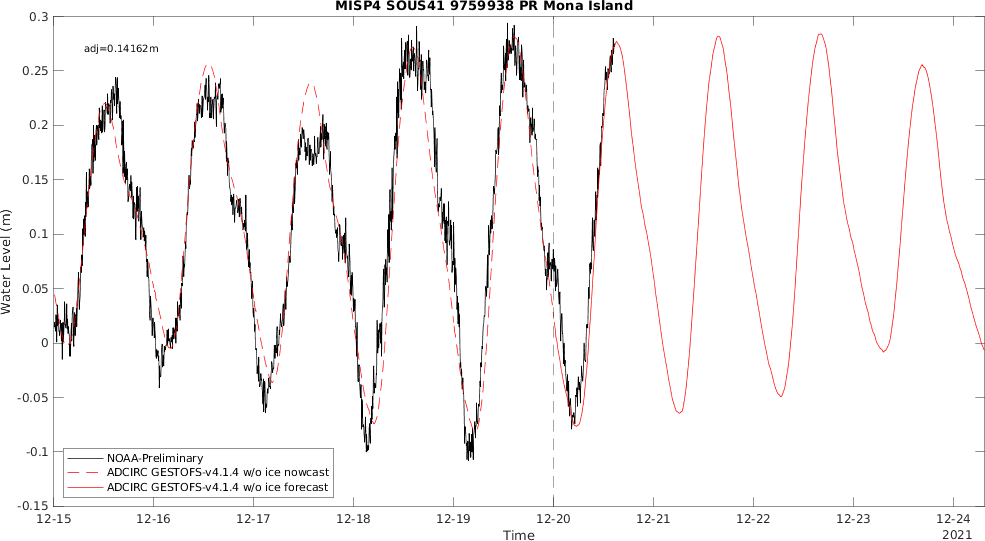 MISP4 SOUS41 9759938 PR Mona Island
adj=0.14162m
0.3
0.25
0.2
0.15
0.1
0.05
0
-0.05
-0.1
-0.15
Water Level (m)
NOAA-Preliminary
ADCIRC GESTOFS-v4.1.4 w/o ice nowcast
ADCIRC GESTOFS-v4.1.4 w/o ice forecast
12-15 12-16 12-17 12-18 12-19 12-20 12-21 12-22 12-23 12-24
Time
2021